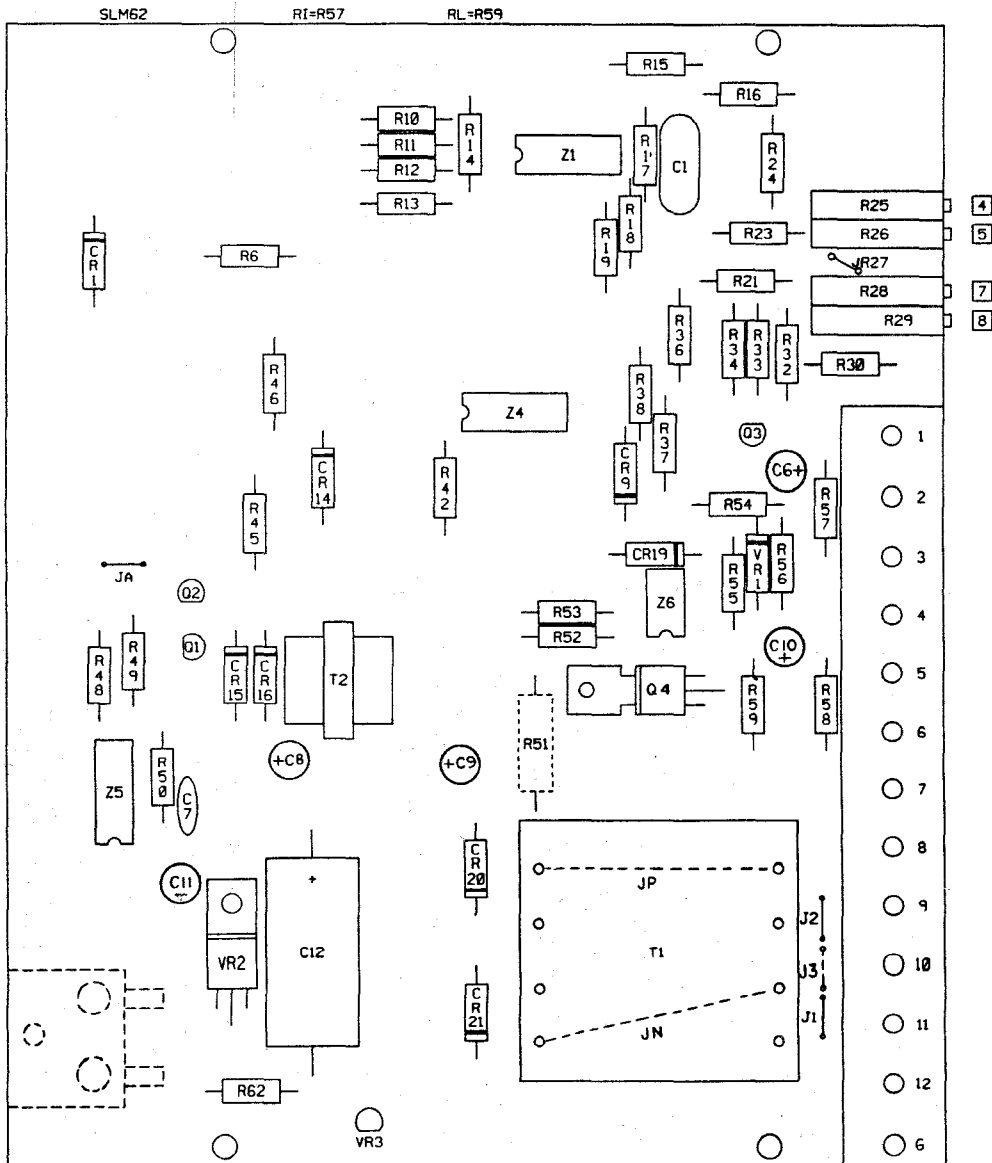 SLM62 RI=R57 RL=R59
R15
R16
R10
R11
R12
R13
R14
Z1
R17
C1
R24
R18
R19
R23
R25 4
R26 5
JR27
R28 7
R29 8
CR1
R6
R21
R36
R34
R33
R32
R30
R46
R38
Z4
R37
Q3
1
CR14
R42
CR9
C6+
2
R45
R54
R57
JA
CR19
VR1
R56
3
Q2
R55
Z6
R53
R52
4
Q1
C10
+
R48
R49
CR15
CR16
T2
Q4
R59
R58
5
R51
6
+C8
+C9
Z5
R50
C7
7
CR20
8
C11
-
+
JP
9
J2
VR2
C12
T1
J3
10
CR21
JN
J1
11
R62
12
VR3
G